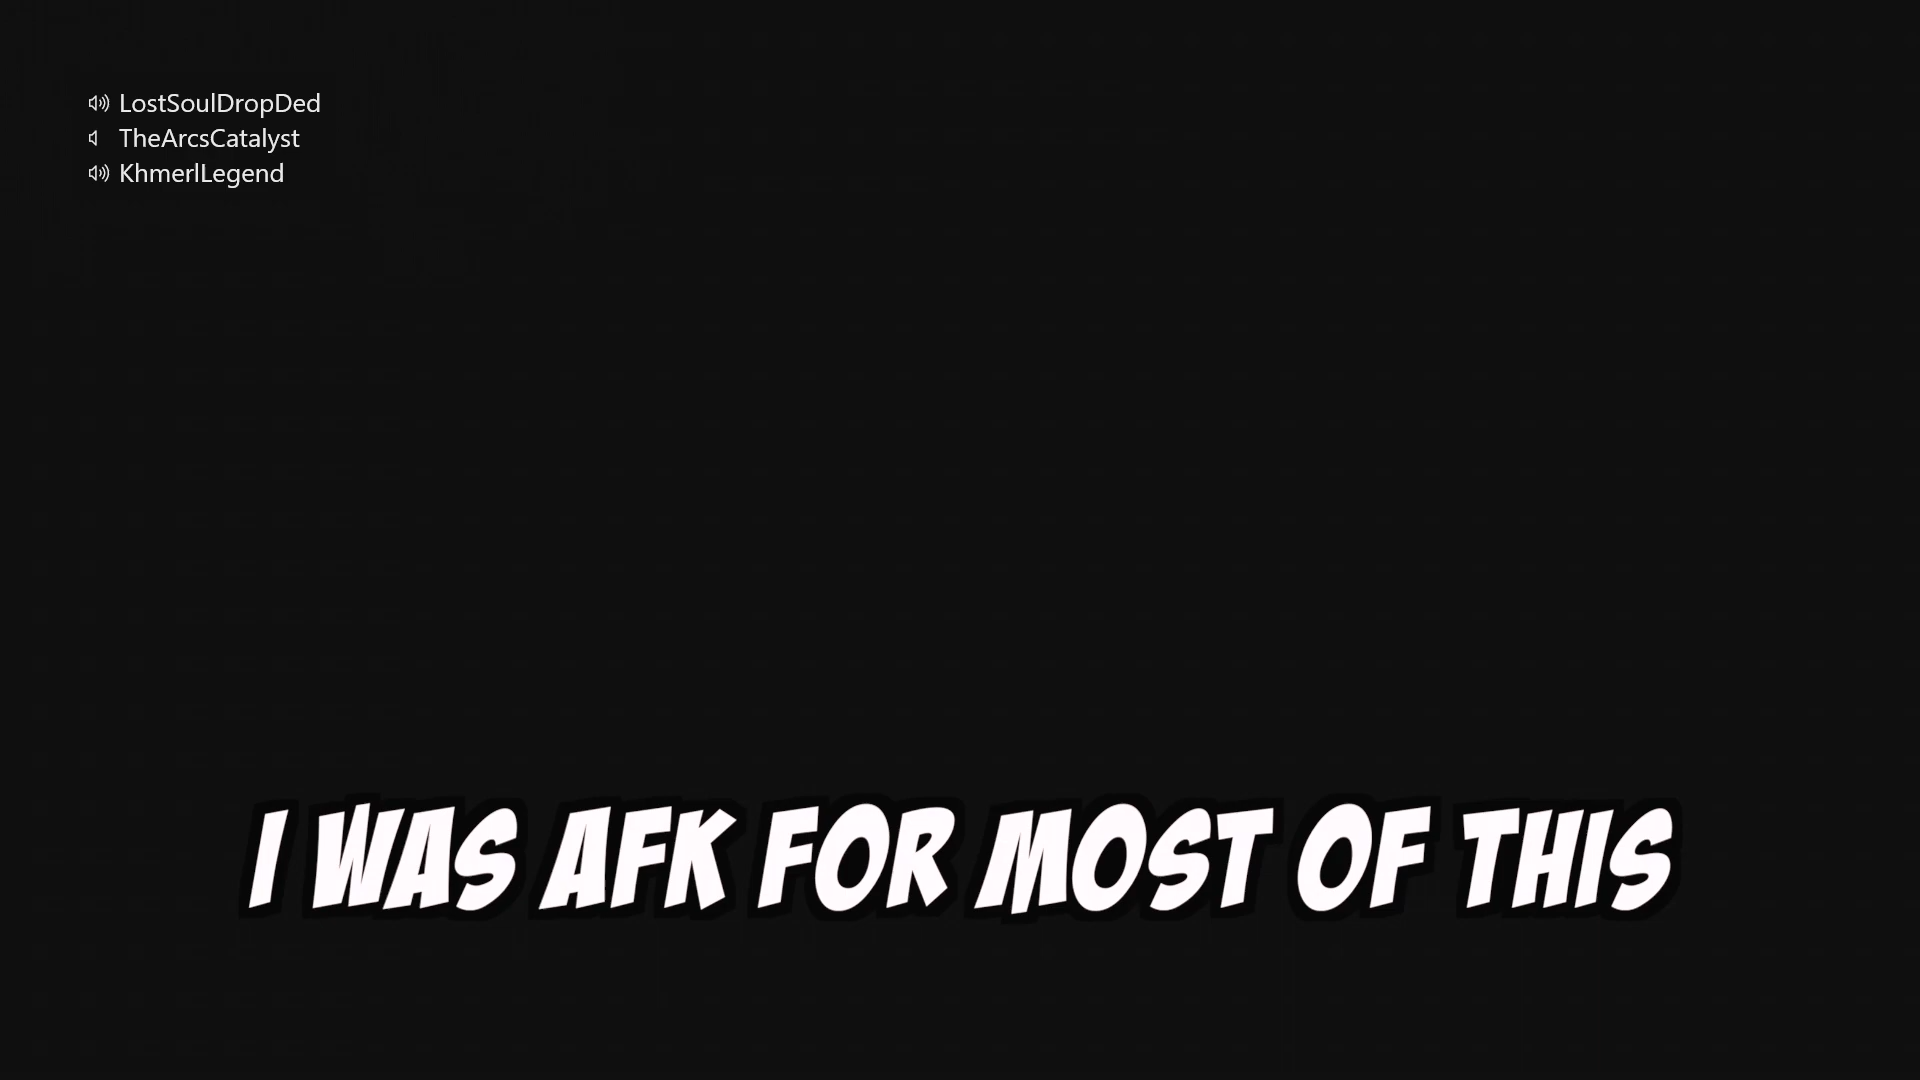 LostSoulDropDed
TheArcsCatalyst
KhmerlLegend
I WAS AFK FOR MOST OF THIS